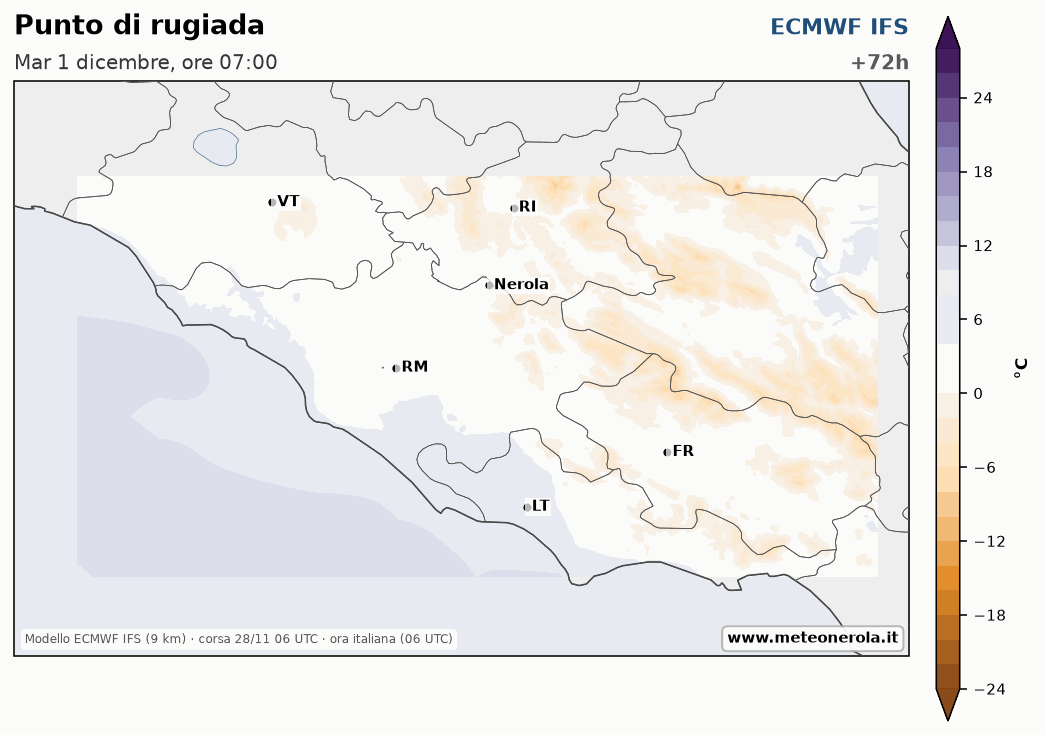 Punto di rugiada
ECMWF IFS
Mar 1 dicembre, ore 07:00
+72h
VT
RI
Nerola
RM
FR
LT
24
18
12
6
0
−6
−12
−18
−24
°C
Modello ECMWF IFS (9 km) · corsa 28/11 06 UTC · ora italiana (06 UTC)
www.meteonerola.it